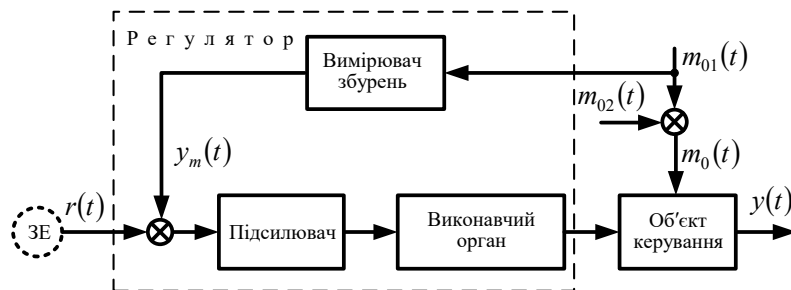 Регулятор
Вимірювач
збурень
m₀₁(t)
m₀₂(t)
yₘ(t)
m₀(t)
r(t)
y(t)
ЗЕ
Підсилювач
Виконавчий
орган
Об'єкт
керування